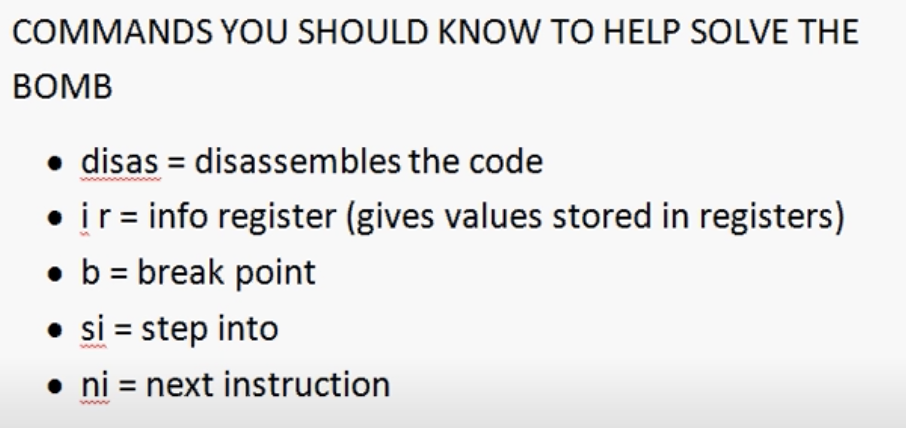 COMMANDS YOU SHOULD KNOW TO HELP SOLVE THE
BOMB
• disas = disassembles the code
• i r = info register (gives values stored in registers)
• b = break point
• si = step into
• ni = next instruction